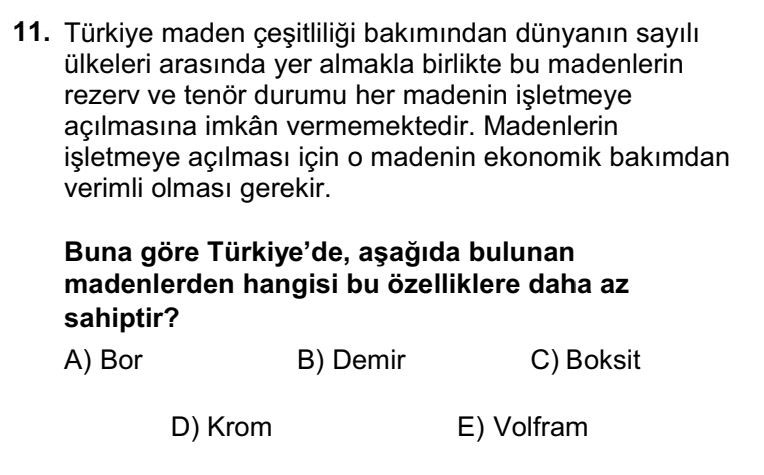 11. Türkiye maden çeşitliliği bakımından dünyanın sayılı
ülkeleri arasında yer almakla birlikte bu madenlerin
rezerv ve tenör durumu her madenin işletmeye
açılmasına imkân vermemektedir. Madenlerin
işletmeye açılması için o madenin ekonomik bakımdan
verimli olması gerekir.
Buna göre Türkiye’de, aşağıda bulunan
madenlerden hangisi bu özelliklere daha az
sahiptir?
A) Bor B) Demir C) Boksit
D) Krom E) Volfram